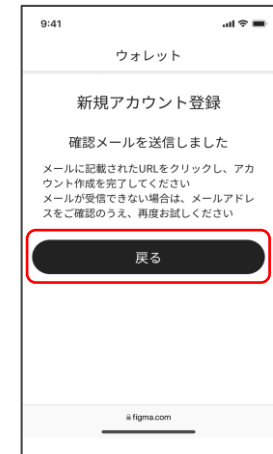 9:41
ウォレット
新規アカウント登録
確認メールを送信しました
メールに記載されたURLをクリックし、アカ
ウント作成を完了してください
メールが受信できない場合は、メールアドレ
スをご確認のうえ、再度お試しください
戻る
figma.com